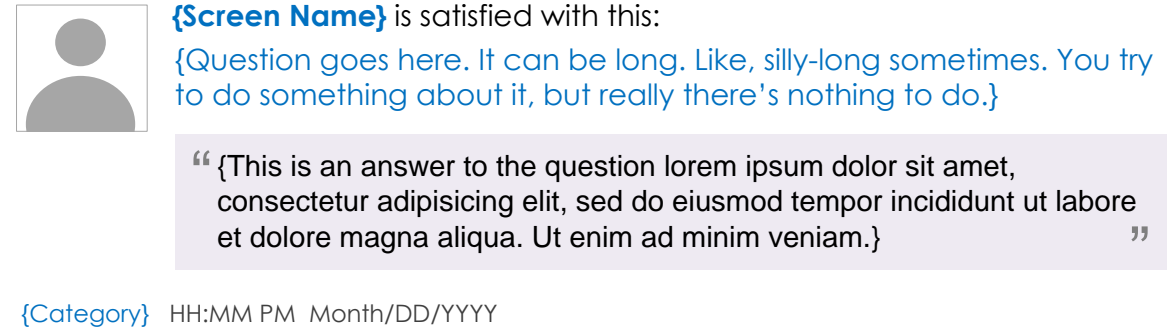 {Screen Name} is satisfied with this:
{Question goes here. It can be long. Like, silly-long sometimes. You try
to do something about it, but really there’s nothing to do.}
“ {This is an answer to the question lorem ipsum dolor sit amet,
consectetur adipisicing elit, sed do eiusmod tempor incididunt ut labore
et dolore magna aliqua. Ut enim ad minim veniam.} ”
{Category} HH:MM PM Month/DD/YYYY